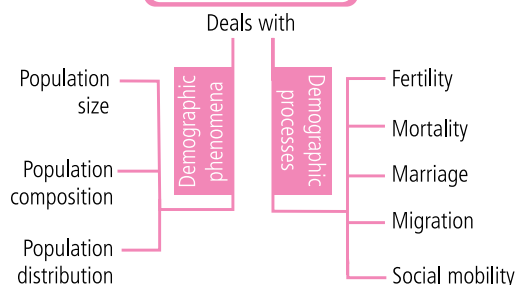 Deals with
Population
size
Population
composition
Population
distribution
Demographic
phenomena
Demographic
processes
Fertility
Mortality
Marriage
Migration
Social mobility